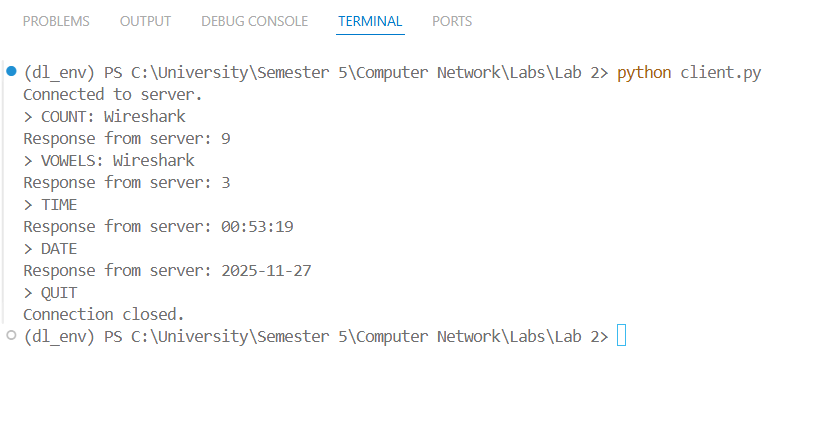 PROBLEMS OUTPUT DEBUG CONSOLE TERMINAL PORTS
(dl_env) PS C:\University\Semester 5\Computer Network\Labs\Lab 2> python client.py
Connected to server.
> COUNT: Wireshark
Response from server: 9
> VOWELS: Wireshark
Response from server: 3
> TIME
Response from server: 00:53:19
> DATE
Response from server: 2025-11-27
> QUIT
Connection closed.
(dl_env) PS C:\University\Semester 5\Computer Network\Labs\Lab 2>